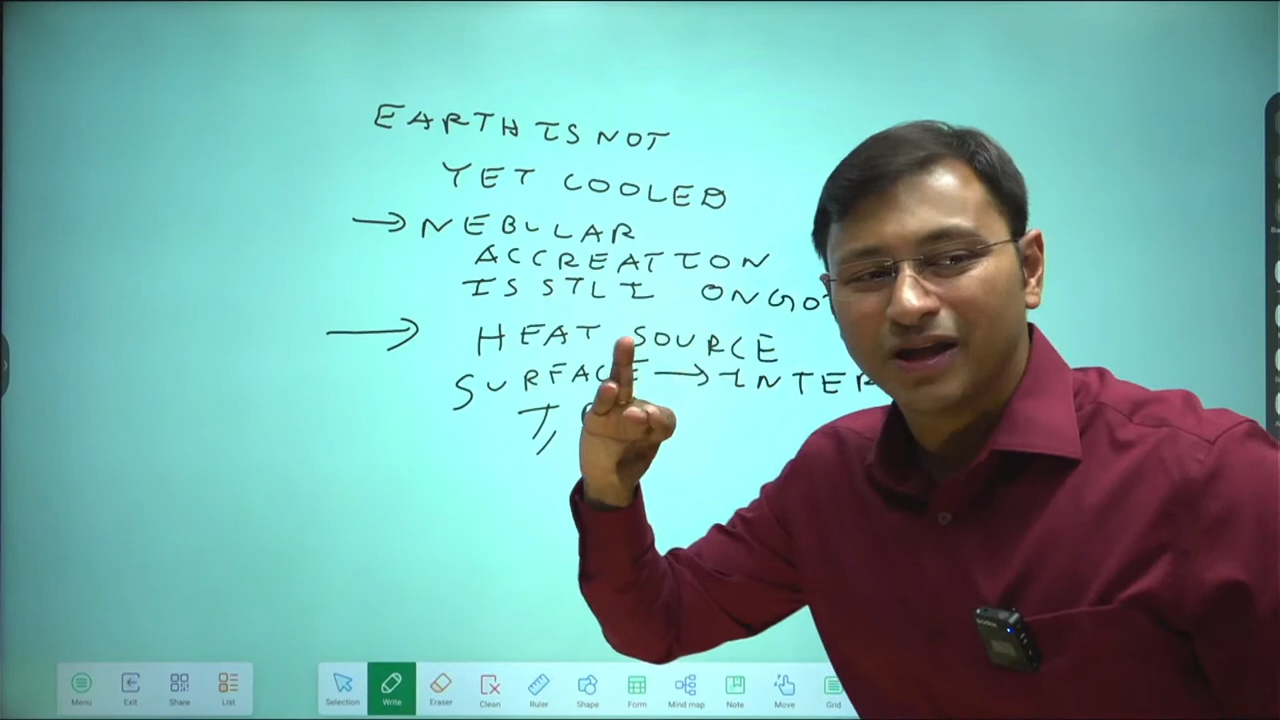 EARTH IS NOT
YET COOLED
→ NEBULAR
ACCREATION
IS STLI
→ HEAT SOURCE
SURFACE →
T,
Menu
Exit
Share
List
Selection
Write
Eraser
Clean
Ruler
Shape
Form
Mind map
Note
Move
Grid